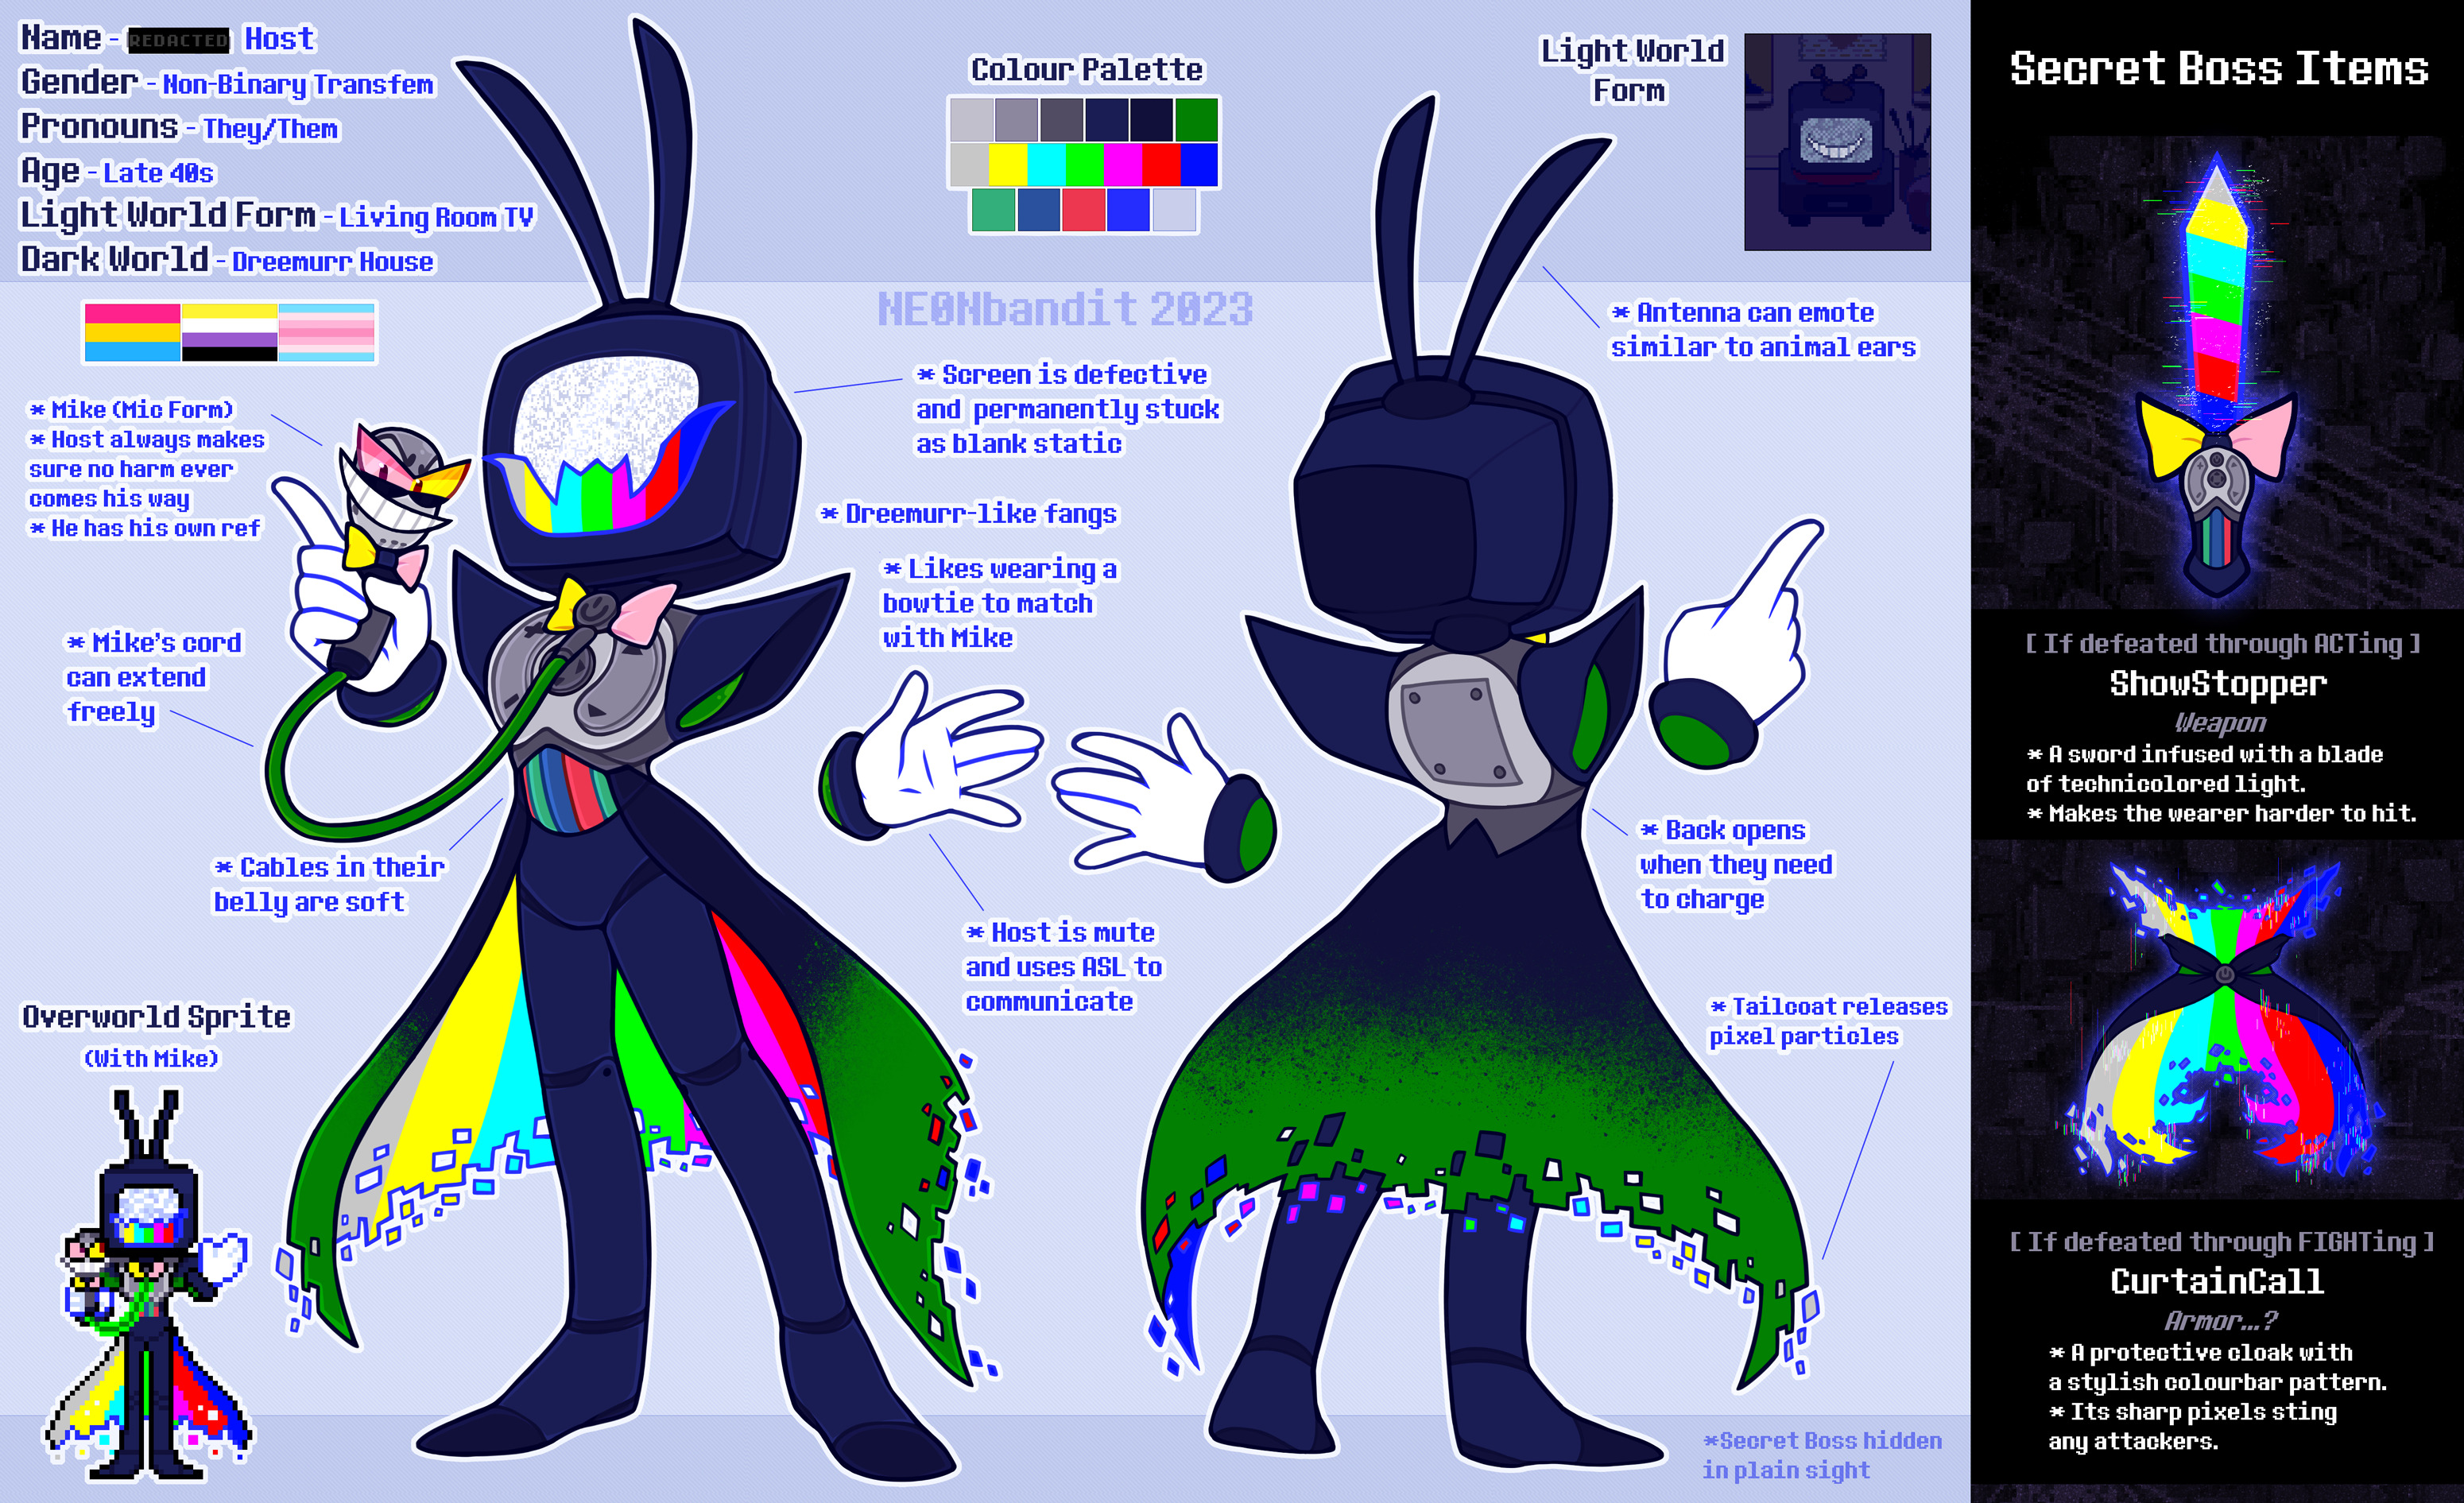 Name - REDACTED Host
Gender - Non-Binary Transfem
Pronouns - They/Them
Age - Late 40s
Light World Form - Living Room TV
Dark World - Dreemurr House
Colour Palette
Light World
Form
NE0Nbandit 2023
* Mike (Mic Form)
* Host always makes
sure no harm ever
comes his way
* He has his own ref
* Screen is defective
and permanently stuck
as blank static
* Dreemurr-like fangs
* Likes wearing a
bowtie to match
with Mike
* Antenna can emote
similar to animal ears
* Mike's cord
can extend
freely
* Cables in their
belly are soft
* Host is mute
and uses ASL to
communicate
* Back opens
when they need
to charge
* Tailcoat releases
pixel particles
Overworld Sprite
(With Mike)
*Secret Boss hidden
in plain sight
Secret Boss Items
[ If defeated through ACTing ]
ShowStopper
Weapon
* A sword infused with a blade
of technicolored light.
* Makes the wearer harder to hit.
[ If defeated through FIGHTing ]
CurtainCall
Armor...?
* A protective cloak with
a stylish colourbar pattern.
* Its sharp pixels sting
any attackers.